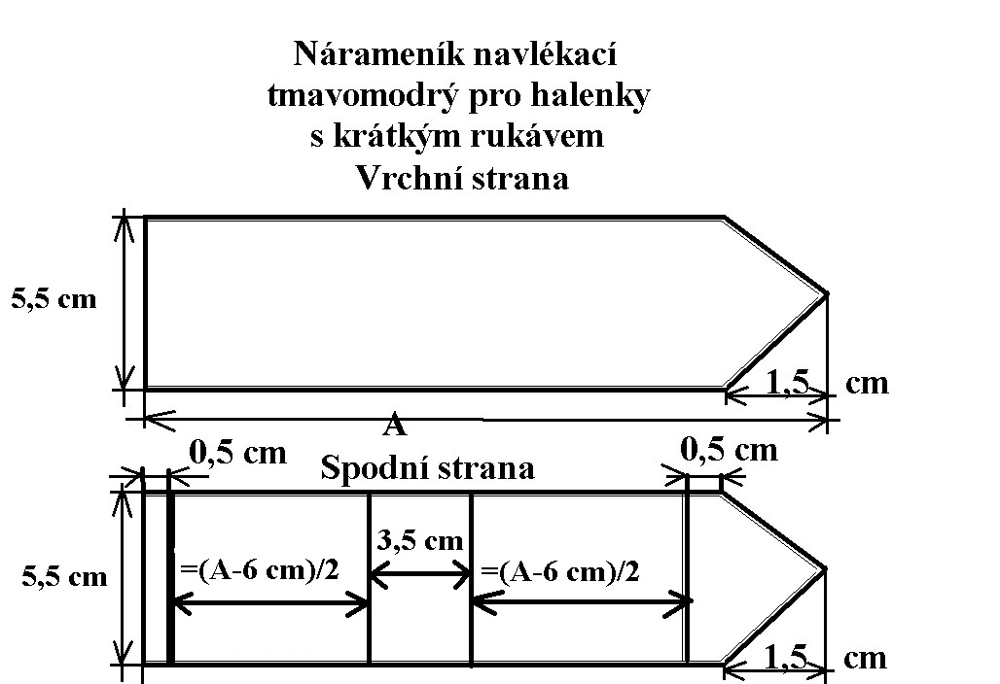 Nárameník navlékací
tmavomodrý pro halenky
s krátkým rukávem
Vrchní strana
5,5 cm
1,5 cm
A
0,5 cm
Spodní strana
0,5 cm
5,5 cm
=(A-6 cm)/2
3,5 cm
=(A-6 cm)/2
1,5 cm